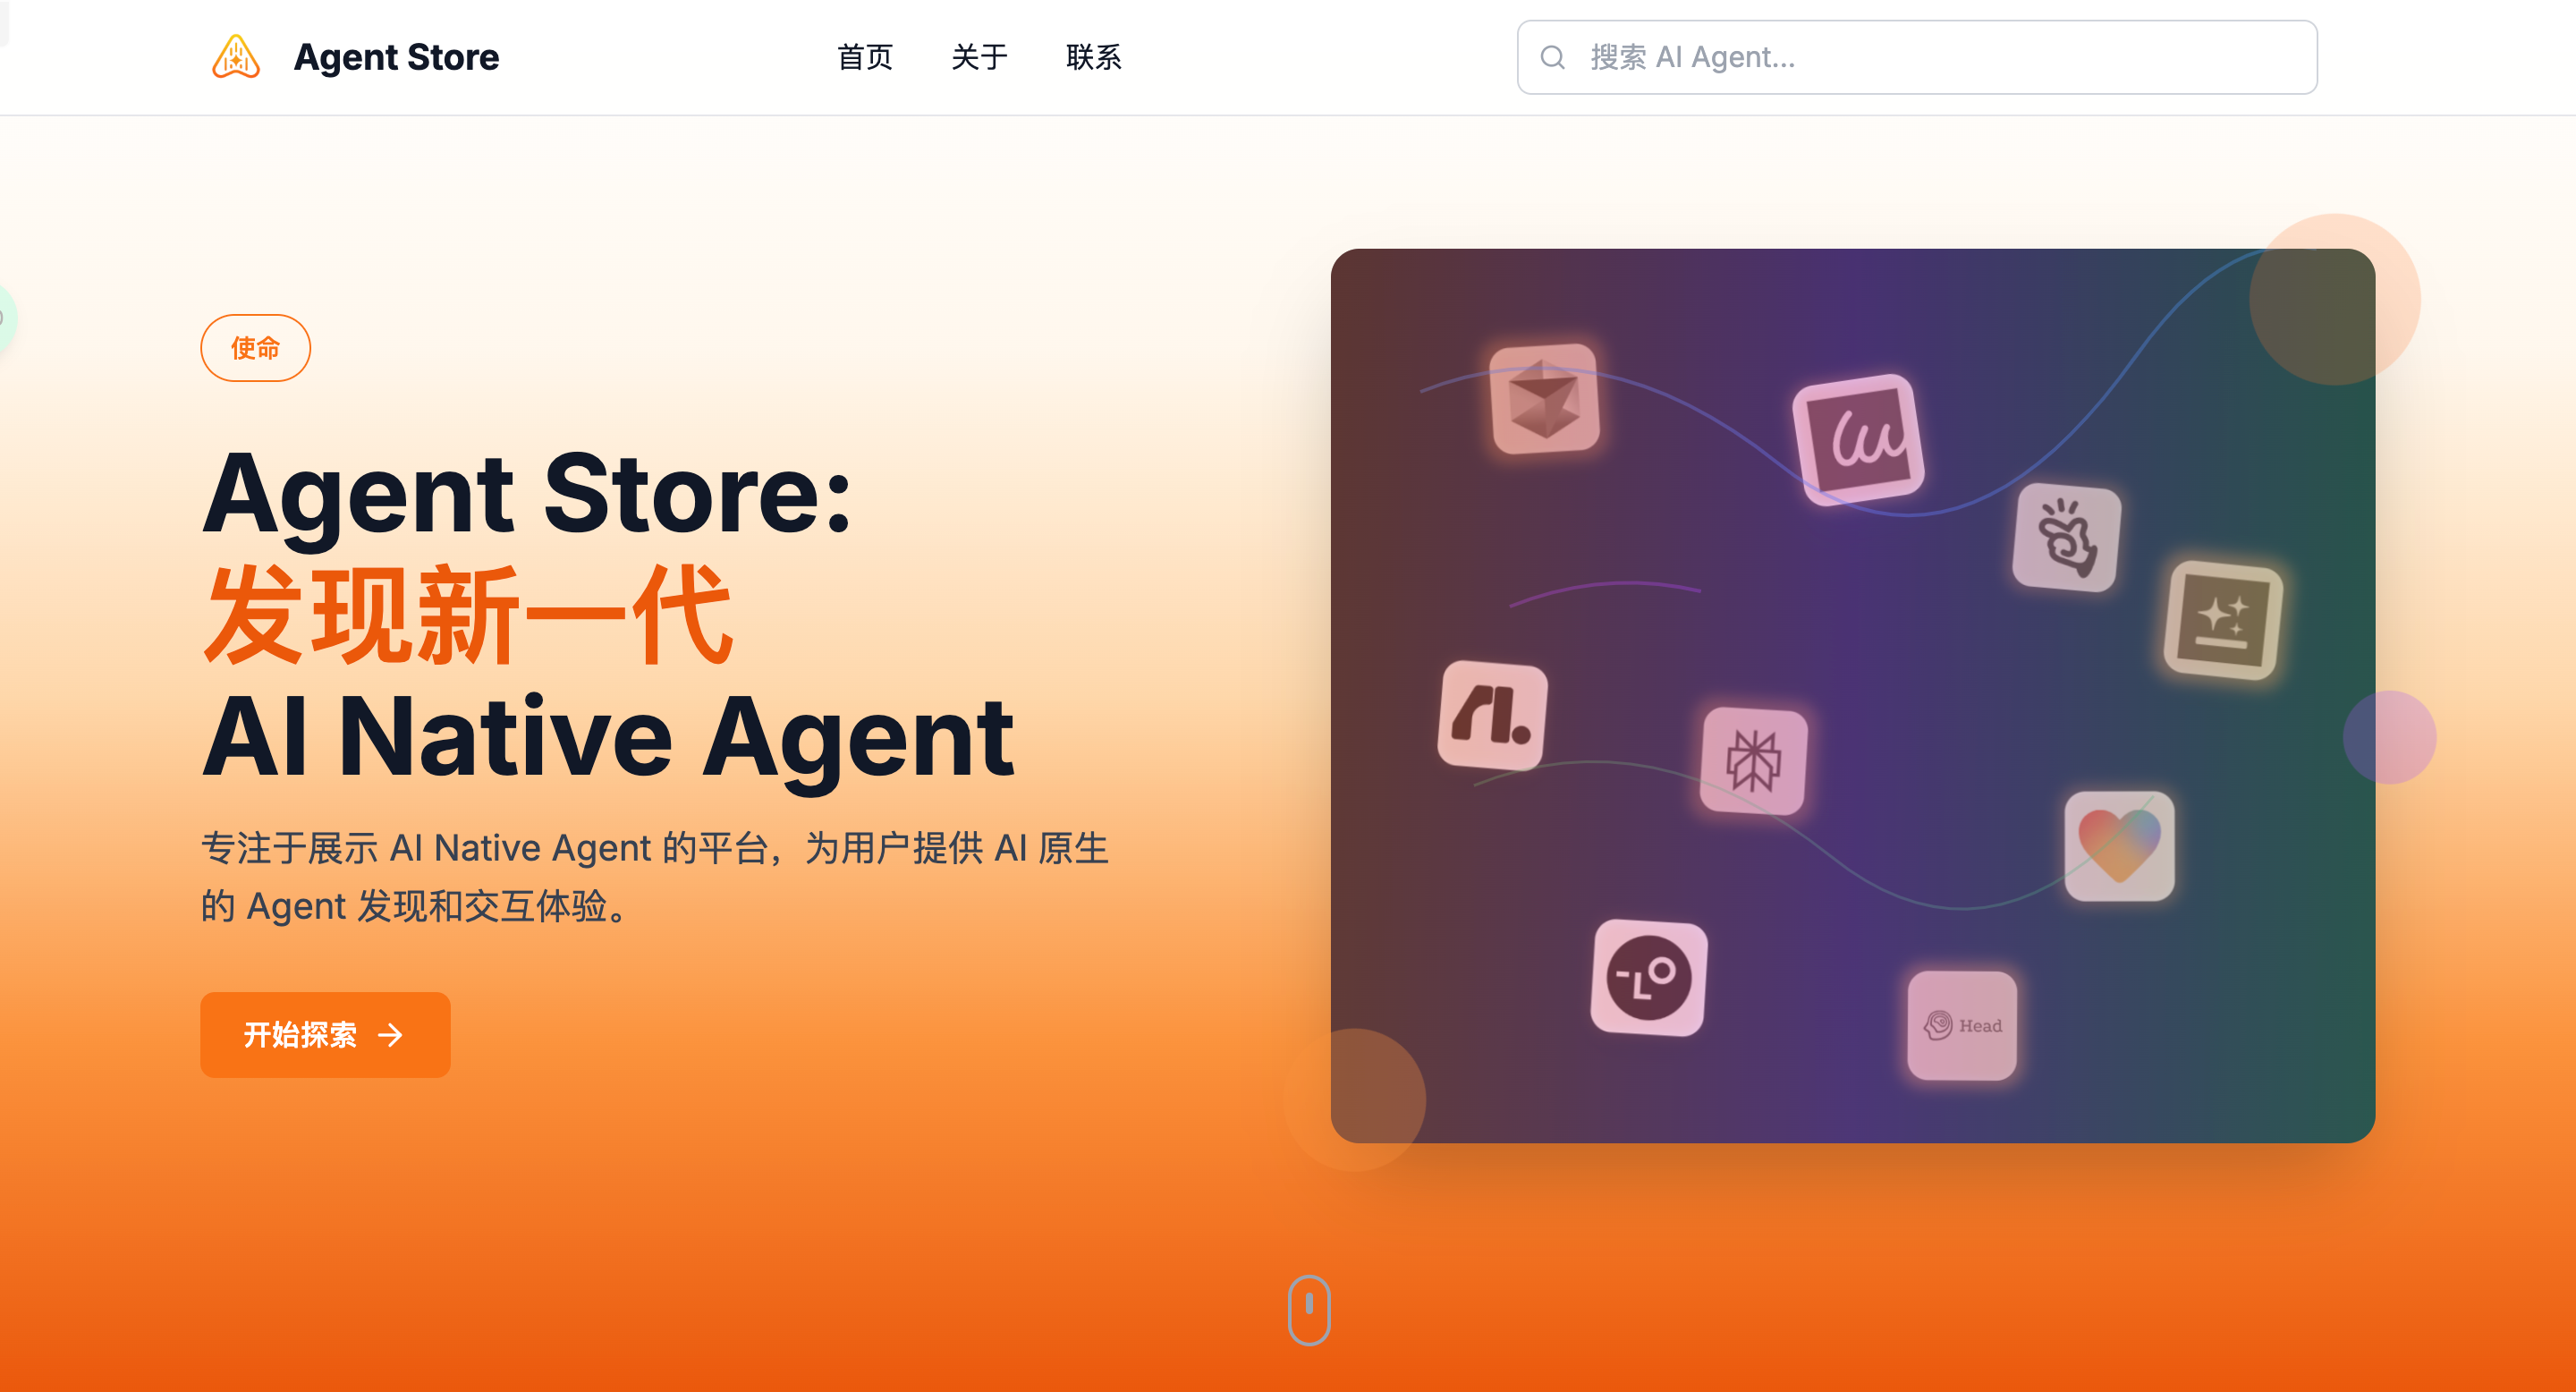 Agent Store
首页
关于
联系
搜索 AI Agent...
使命
Agent Store:
发现新一代
AI Native Agent
专注于展示 AI Native Agent 的平台，为用户提供 AI 原生
的 Agent 发现和交互体验。
开始探索
Head